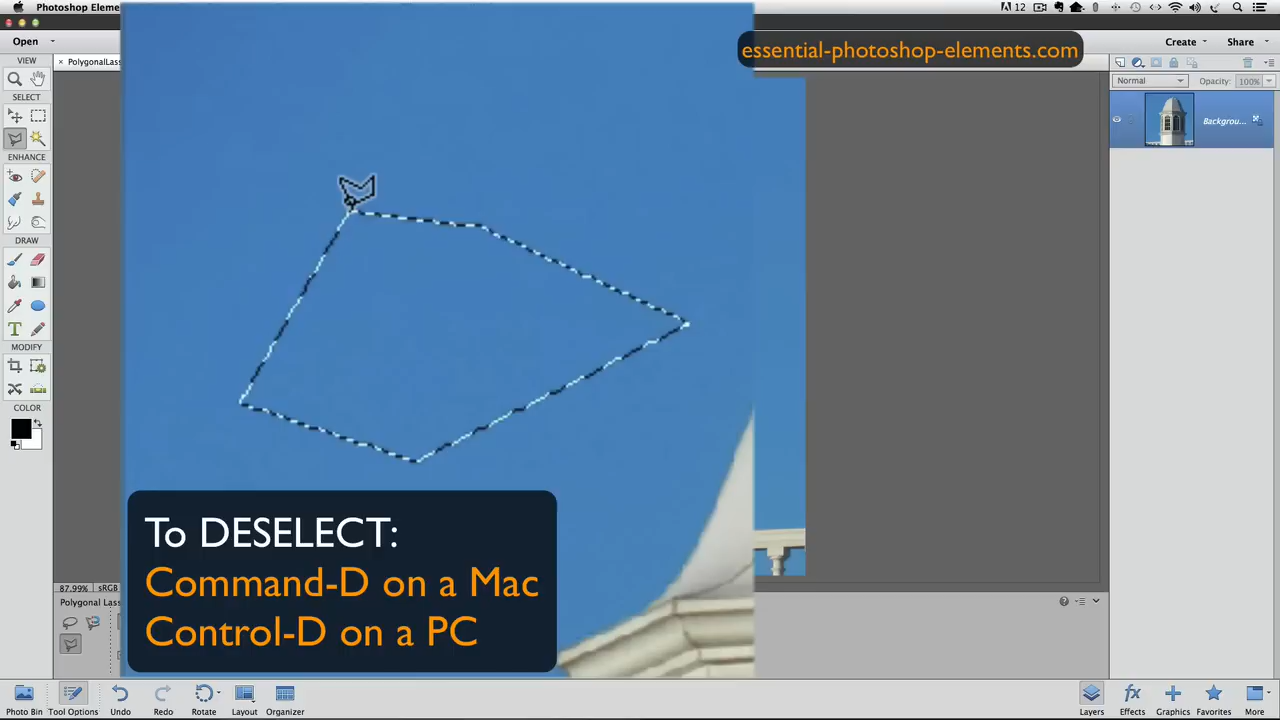 Photoshop Eleme
12
Open
Create
Share
essential-photoshop-elements.com
VIEW
× PolygonalLass
Normal
Opacity:
100%
SELECT
Backgrou...
ENHANCE
DRAW
MODIFY
COLOR
To DESELECT:
Command-D on a Mac
Control-D on a PC
87.99%
sRGB
Polygonal Lass
Photo Bin
Tool Options
Undo
Redo
Rotate
Layout
Organizer
Layers
Effects
Graphics
Favorites
More